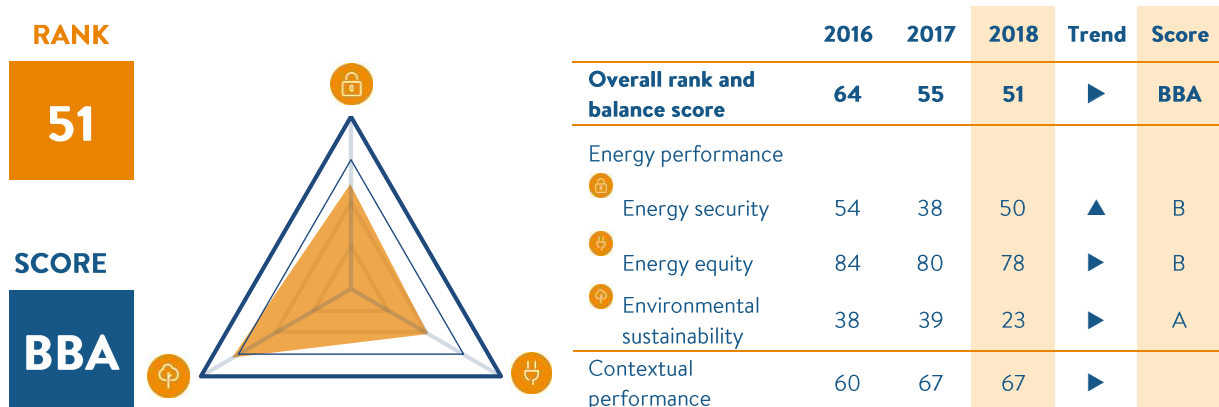 RANK
51
SCORE
BBA
2016 2017 2018 Trend Score
Overall rank and
balance score 64 55 51 BBA
Energy performance
Energy security 54 38 50 B
Energy equity 84 80 78 B
Environmental
sustainability 38 39 23 A
Contextual
performance 60 67 67